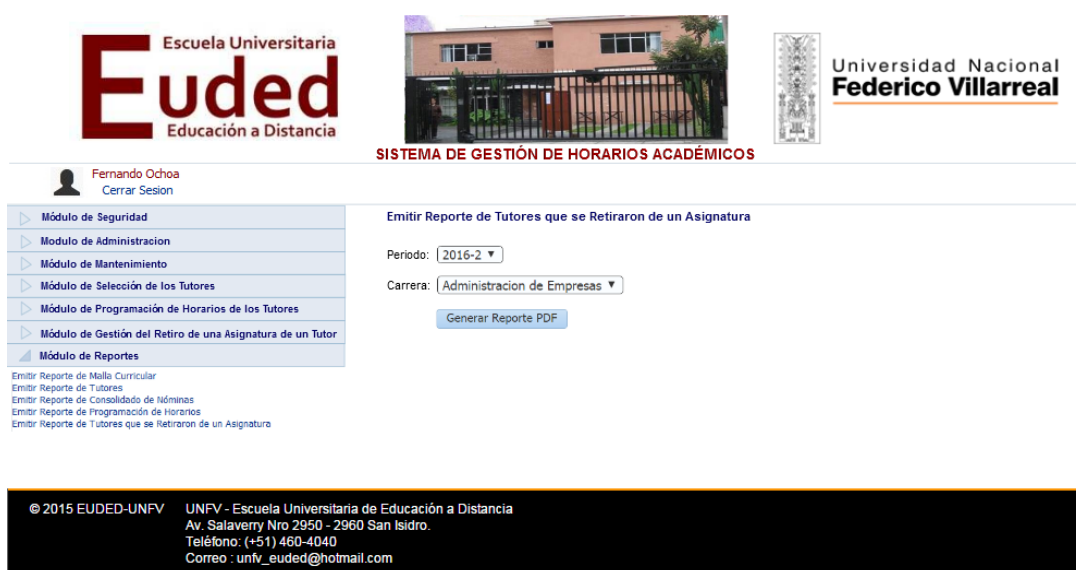 Escuela Universitaria
Euded
Educación a Distancia
SISTEMA DE GESTIÓN DE HORARIOS ACADÉMICOS
Universidad Nacional
Federico Villarreal
Fernando Ochoa
Cerrar Sesion
Módulo de Seguridad
Modulo de Administracion
Módulo de Mantenimiento
Módulo de Selección de los Tutores
Módulo de Programación de Horarios de los Tutores
Módulo de Gestión del Retiro de una Asignatura de un Tutor
Módulo de Reportes
Emitir Reporte de Malla Curricular
Emitir Reporte de Tutores
Emitir Reporte de Consolidado de Nóminas
Emitir Reporte de Programación de Horarios
Emitir Reporte de Tutores que se Retiraron de un Asignatura
Emitir Reporte de Tutores que se Retiraron de un Asignatura
Periodo: 2016-2
Carrera: Administracion de Empresas
Generar Reporte PDF
© 2015 EUDED-UNFV
UNFV - Escuela Universitaria de Educación a Distancia
Av. Salaverry Nro 2950 - 2960 San Isidro.
Teléfono: (+51) 460-4040
Correo : unfv_euded@hotmail.com